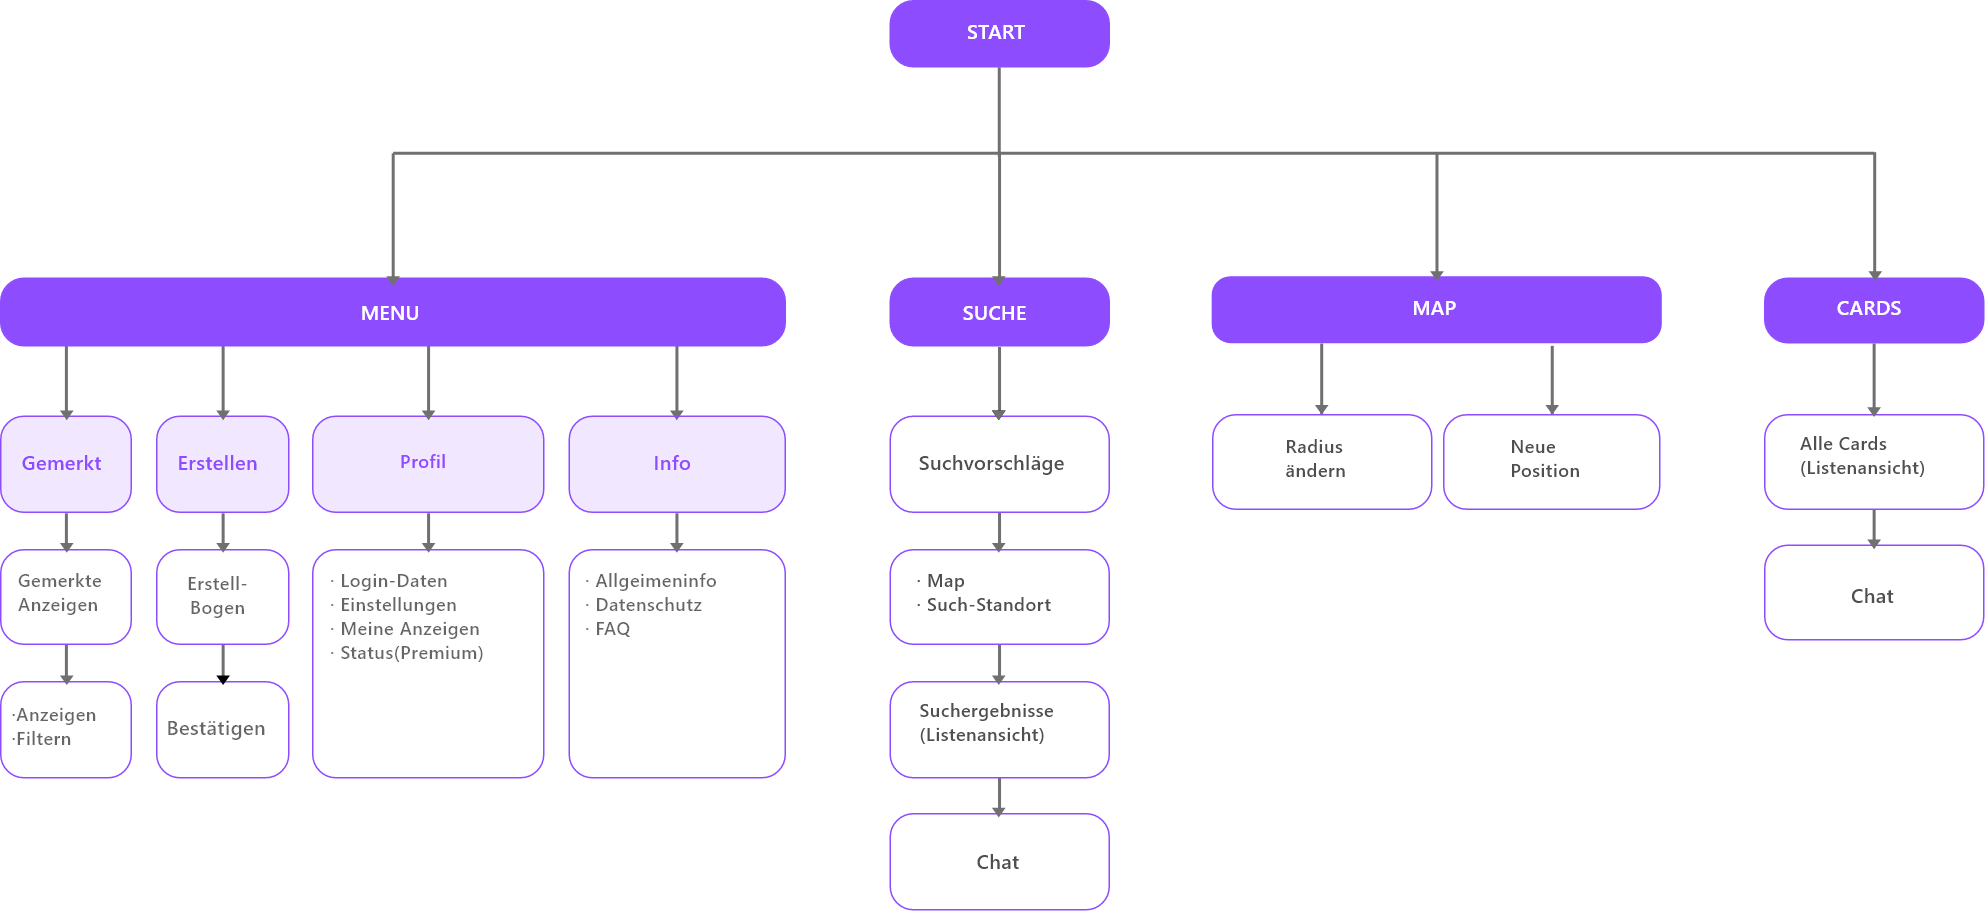 START
MENU
SUCHE
MAP
CARDS
Gemerkt
Erstellen
Profil
Info
Suchvorschläge
Radius
ändern
Neue
Position
Alle Cards
(Listenansicht)
Gemerkte
Anzeigen
Erstell-
Bogen
· Login-Daten
· Einstellungen
· Meine Anzeigen
· Status(Premium)
· Allgeimeninfo
· Datenschutz
· FAQ
· Map
· Such-Standort
Chat
·Anzeigen
·Filtern
Bestätigen
Suchergebnisse
(Listenansicht)
Chat